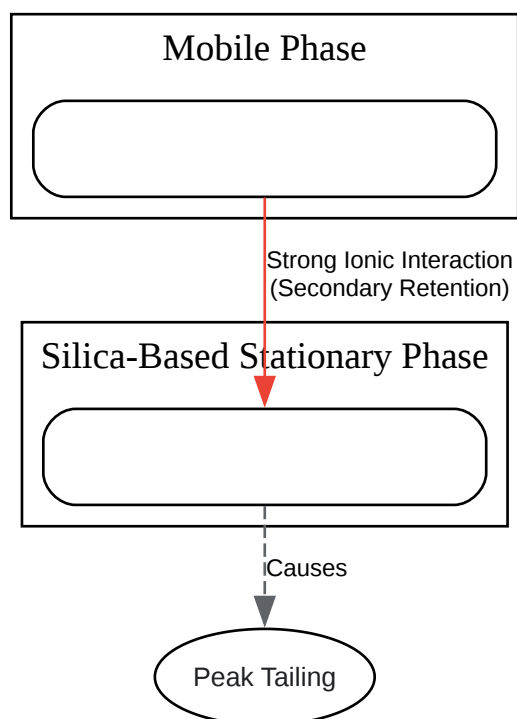 Mobile Phase
Strong Ionic Interaction
(Secondary Retention)
Silica-Based Stationary Phase
Causes
Peak Tailing